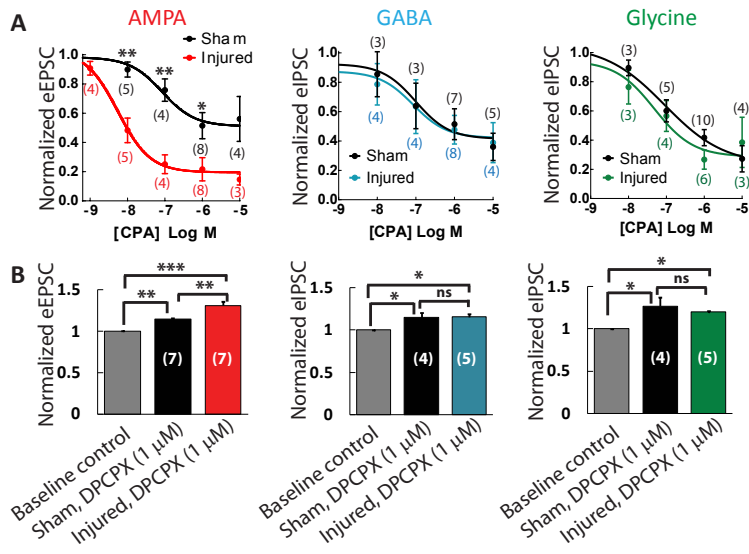 AMPA
GABA
Glycine
A
Normalized eEPSC
1.0
0.8
0.6
0.4
0.2
0.0
-9
-8
-7
-6
-5
[CPA] Log M
Sham
Injured
**
**
*
(5)
(4)
(8)
(4)
(4)
(5)
(4)
(8)
(3)
Normalized eIPSC
1.0
0.8
0.6
0.4
0.2
0.0
-9
-8
-7
-6
-5
[CPA] Log M
Sham
Injured
(3)
(3)
(7)
(5)
(4)
(4)
(8)
(4)
Normalized eIPSC
1.0
0.8
0.6
0.4
0.2
0.0
-9
-8
-7
-6
-5
[CPA] Log M
Sham
Injured
(3)
(5)
(10)
(4)
(3)
(4)
(6)
(3)
B
Normalized eEPSC
1.5
1
0.5
0
***
**
**
(7)
(7)
Baseline control
Sham, DPCPX (1 µM)
Injured, DPCPX (1 µM)
Normalized eIPSC
1.5
1
0.5
0
*
*
ns
(4)
(5)
Baseline control
Sham, DPCPX (1 µM)
Injured, DPCPX (1 µM)
Normalized eIPSC
1.5
1
0.5
0
*
*
ns
(4)
(5)
Baseline control
Sham, DPCPX (1 µM)
Injured, DPCPX (1 µM)